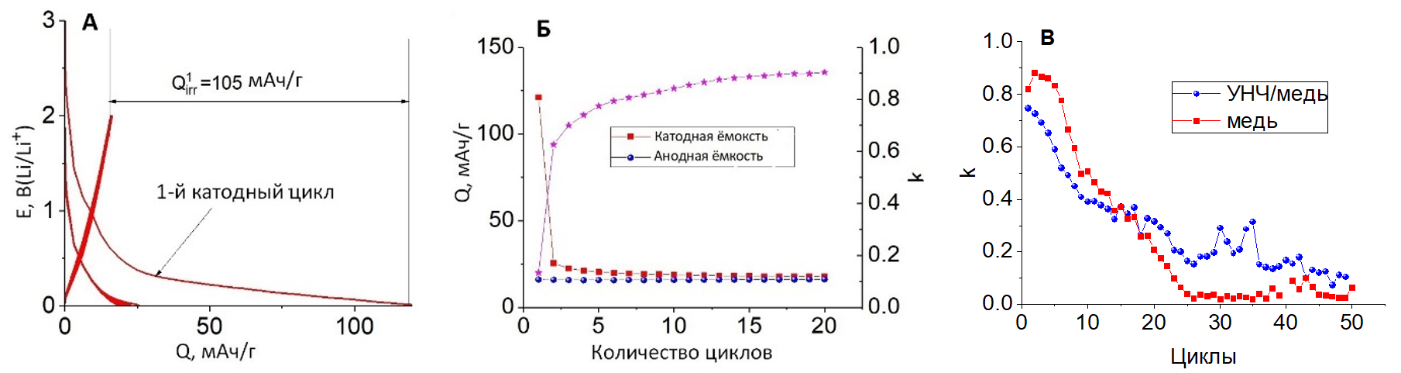 А
3
2
1
0
E, В(Li/Li⁺)
Q¹irr=105 мАч/г
1-й катодный цикл
0
50
100
Q, мАч/г
Б
150
100
50
0
Q, мАч/г
1.0
0.8
0.6
0.4
0.2
0.0
k
Катодная ёмоксть
Анодная ёмкость
0
5
10
15
20
Количество циклов
В
1.0
0.8
0.6
0.4
0.2
0.0
k
УНЧ/медь
медь
0
10
20
30
40
50
Циклы